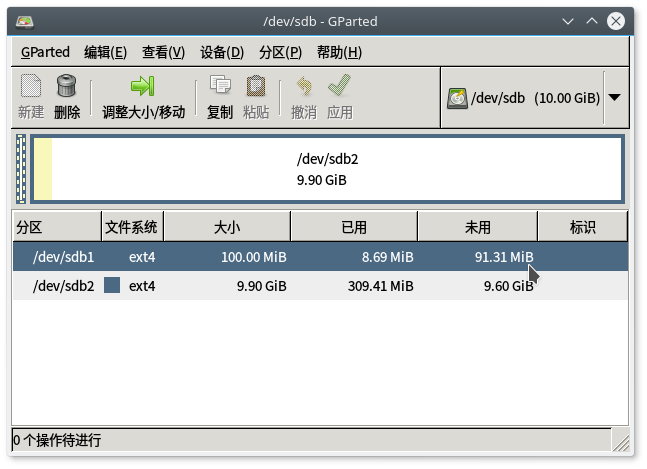 /dev/sdb - GParted
GParted 编辑(E) 查看(V) 设备(D) 分区(P) 帮助(H)
新建 删除 调整大小/移动 复制 粘贴 撤消 应用 /dev/sdb (10.00 GiB)
/dev/sdb2
9.90 GiB
分区 文件系统 大小 已用 未用 标识
/dev/sdb1 ext4 100.00 MiB 8.69 MiB 91.31 MiB
/dev/sdb2 ext4 9.90 GiB 309.41 MiB 9.60 GiB
0 个操作待进行